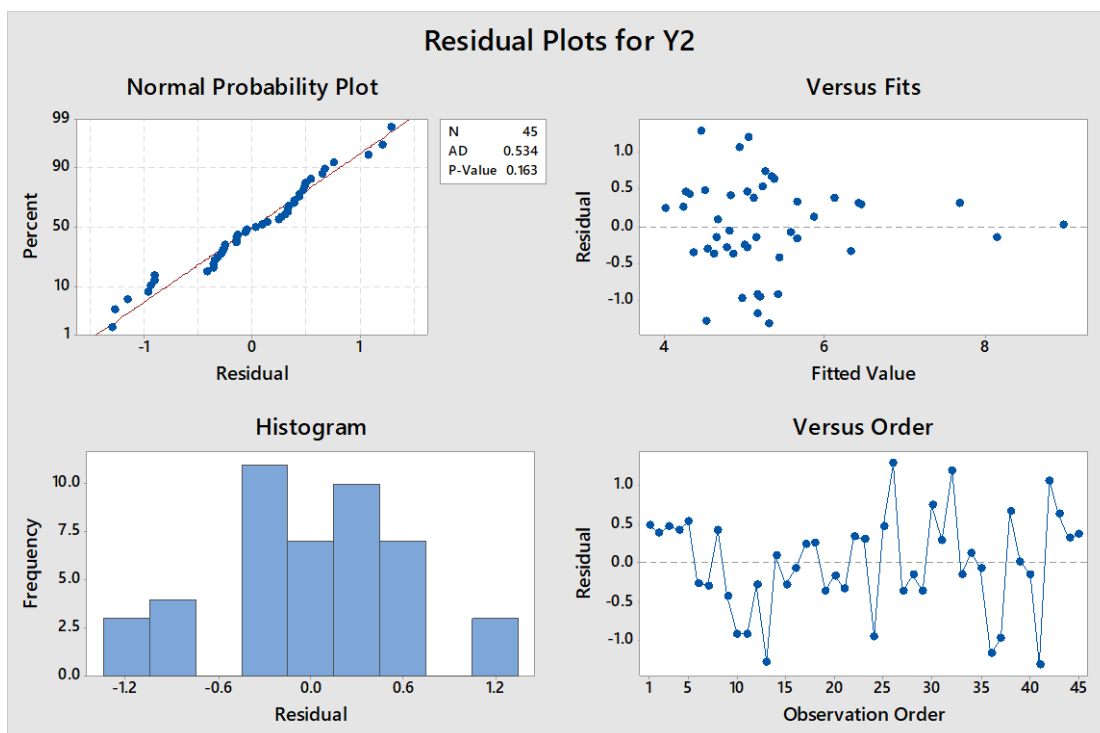 Residual Plots for Y2
Normal Probability Plot
99
90
50
10
1
Percent
-1 0 1
Residual
N 45
AD 0.534
P-Value 0.163
Versus Fits
1.0
0.5
0.0
-0.5
-1.0
Residual
4 6 8
Fitted Value
Histogram
10.0
7.5
5.0
2.5
0.0
Frequency
-1.2 -0.6 0.0 0.6 1.2
Residual
Versus Order
1.0
0.5
0.0
-0.5
-1.0
Residual
1 5 10 15 20 25 30 35 40 45
Observation Order